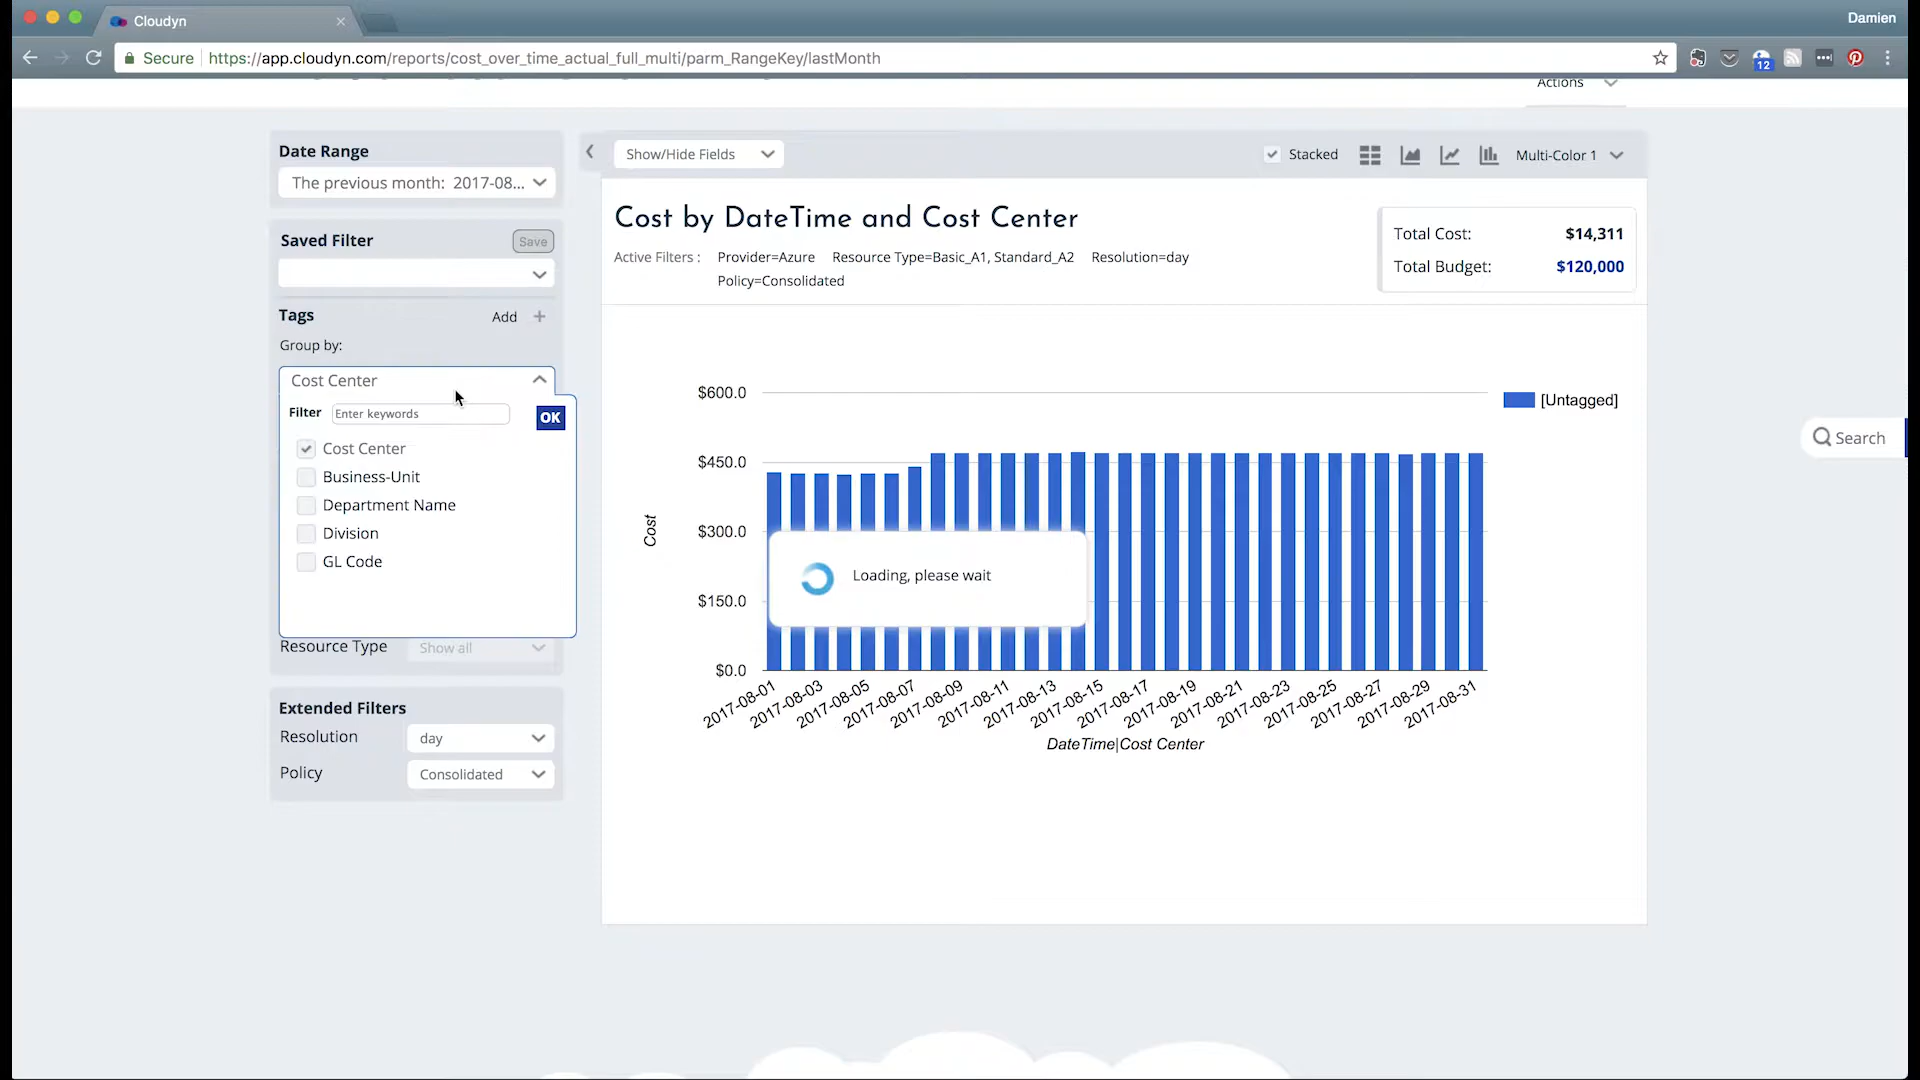 Cloudyn
Damien
Secure https://app.cloudyn.com/reports/cost_over_time_actual_full_multi/parm_RangeKey/lastMonth
12
Actions
Date Range
The previous month: 2017-08...
Saved Filter Save
Tags Add +
Group by:
Cost Center
Filter Enter keywords OK
Cost Center
Business-Unit
Department Name
Division
GL Code
Resource Type Show all
Extended Filters
Resolution day
Policy Consolidated
Show/Hide Fields
Stacked
Multi-Color 1
Cost by DateTime and Cost Center
Active Filters : Provider=Azure Resource Type=Basic_A1, Standard_A2 Resolution=day
Policy=Consolidated
Total Cost: $14,311
Total Budget: $120,000
$600.0
$450.0
$300.0
$150.0
$0.0
Cost
[Untagged]
Loading, please wait
2017-08-01
2017-08-03
2017-08-05
2017-08-07
2017-08-09
2017-08-11
2017-08-13
2017-08-15
2017-08-17
2017-08-19
2017-08-21
2017-08-23
2017-08-25
2017-08-27
2017-08-29
2017-08-31
DateTime|Cost Center
Search